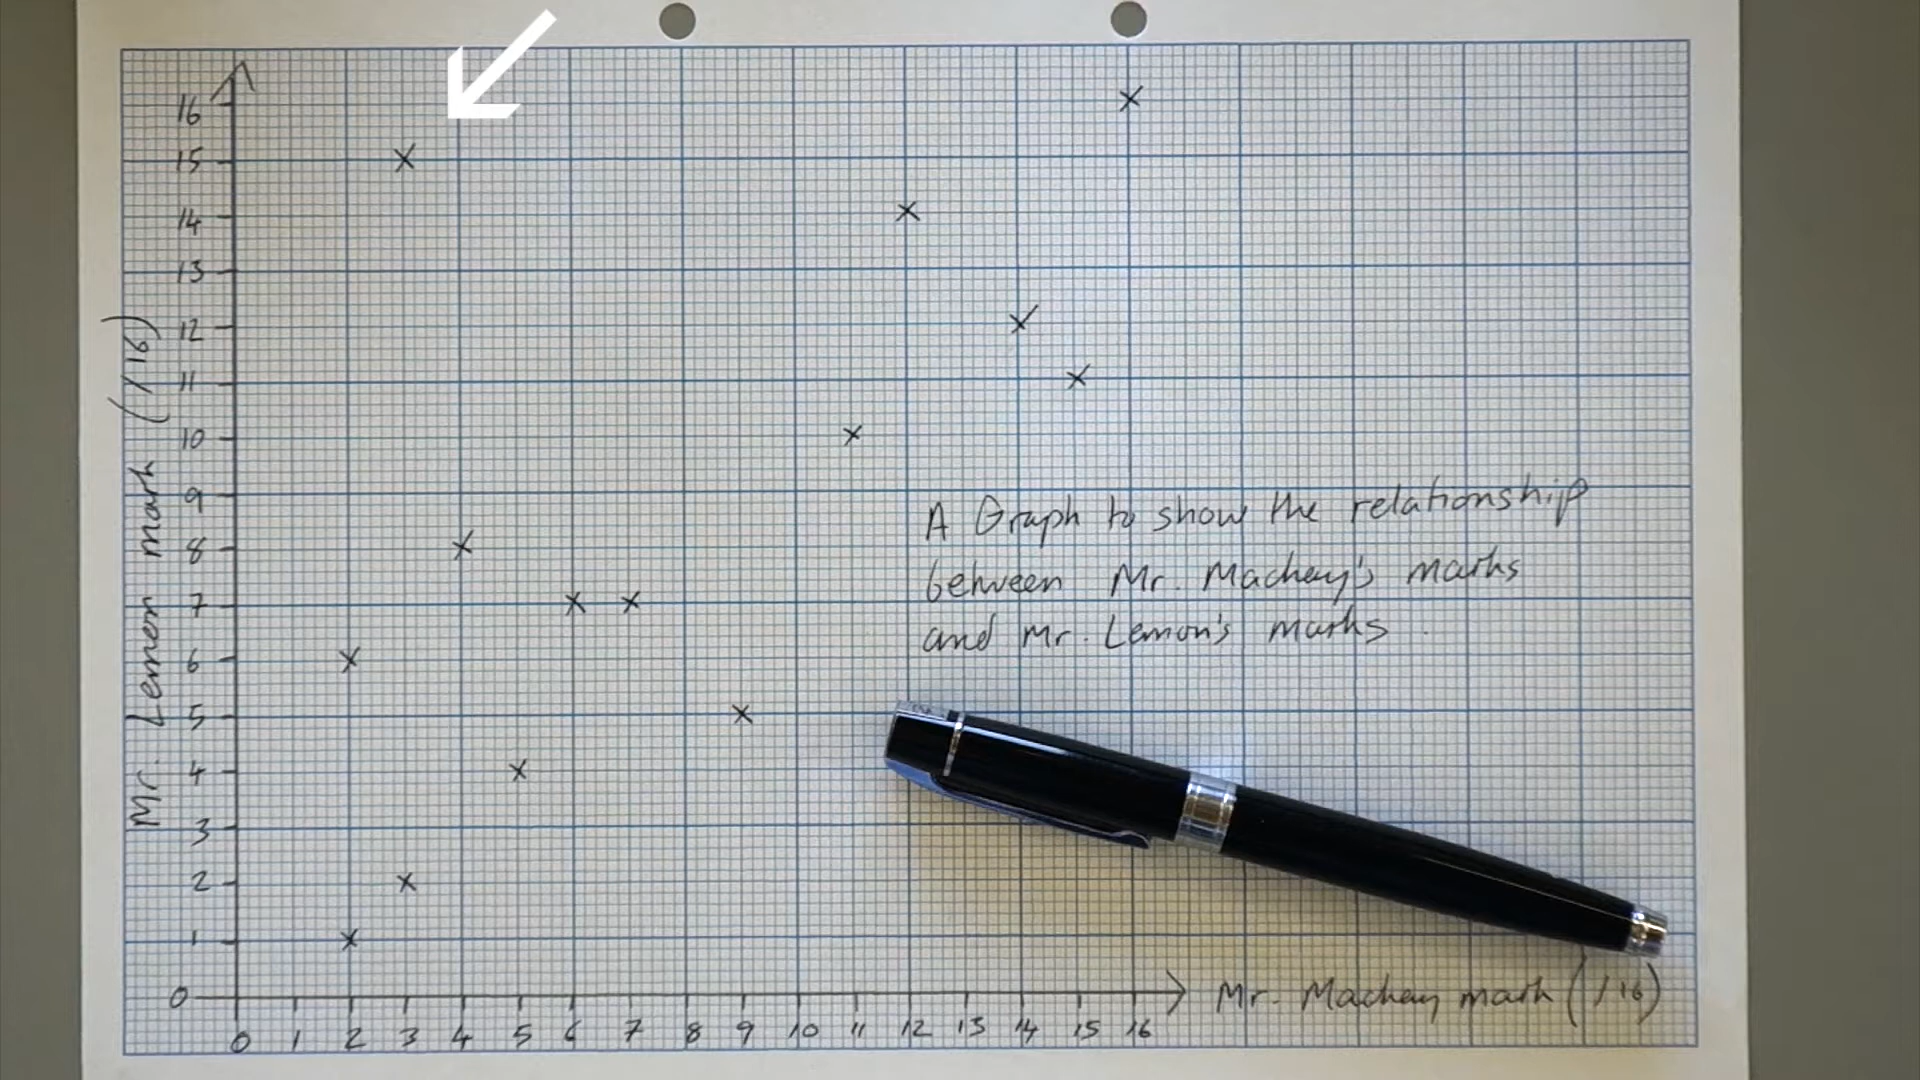 16
15
14
13
12
11
10
9
8
7
6
5
4
3
2
1
0
Mr. Lemon mark (/16)
A Graph to show the relationship
between Mr. Mackay's marks
and Mr. Lemon's marks.
0 1 2 3 4 5 6 7 8 9 10 11 12 13 14 15 16
Mr. Mackay mark (/16)